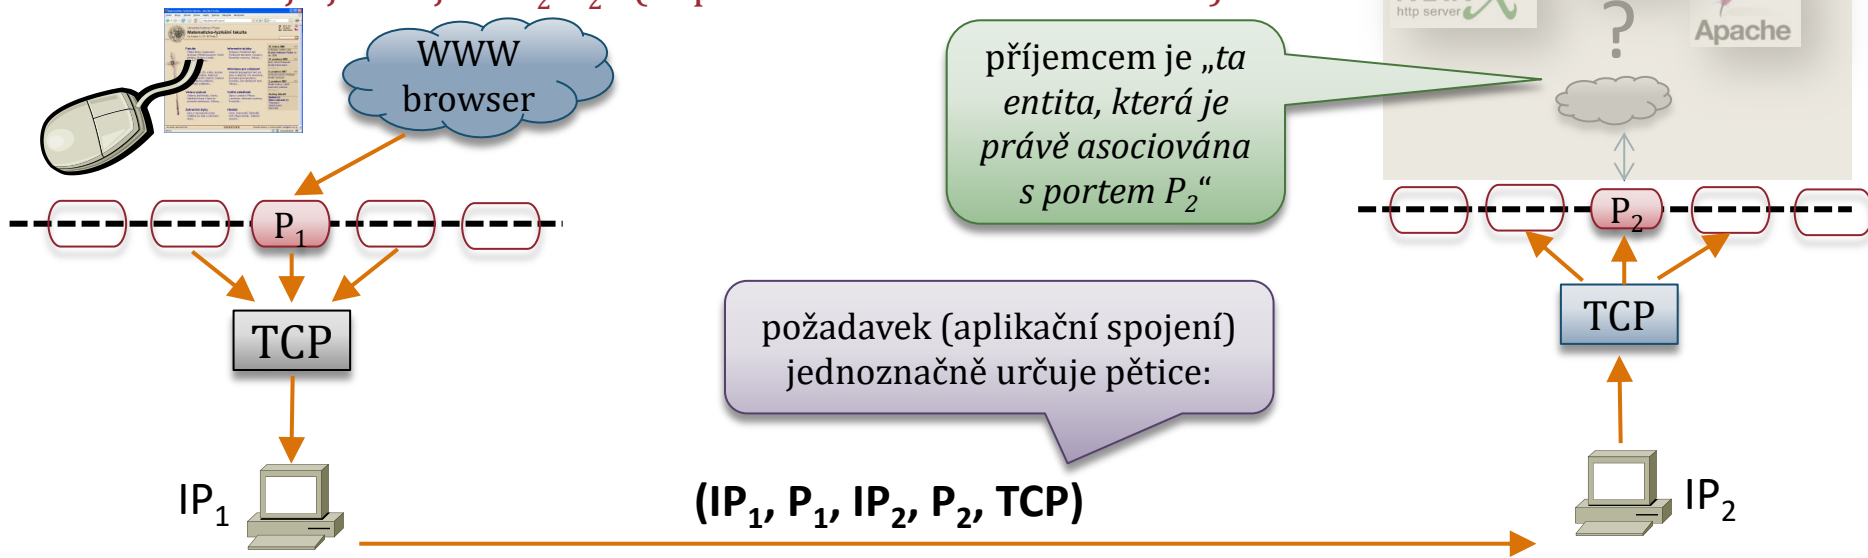 WWW
browser
příjemcem je „ta
entita, která je
právě asociována
s portem P₂“
http server
Apache
?
P₁
P₂
TCP
TCP
požadavek (aplikační spojení)
jednoznačně určuje pětice:
IP₁
(IP₁, P₁, IP₂, P₂, TCP)
IP₂